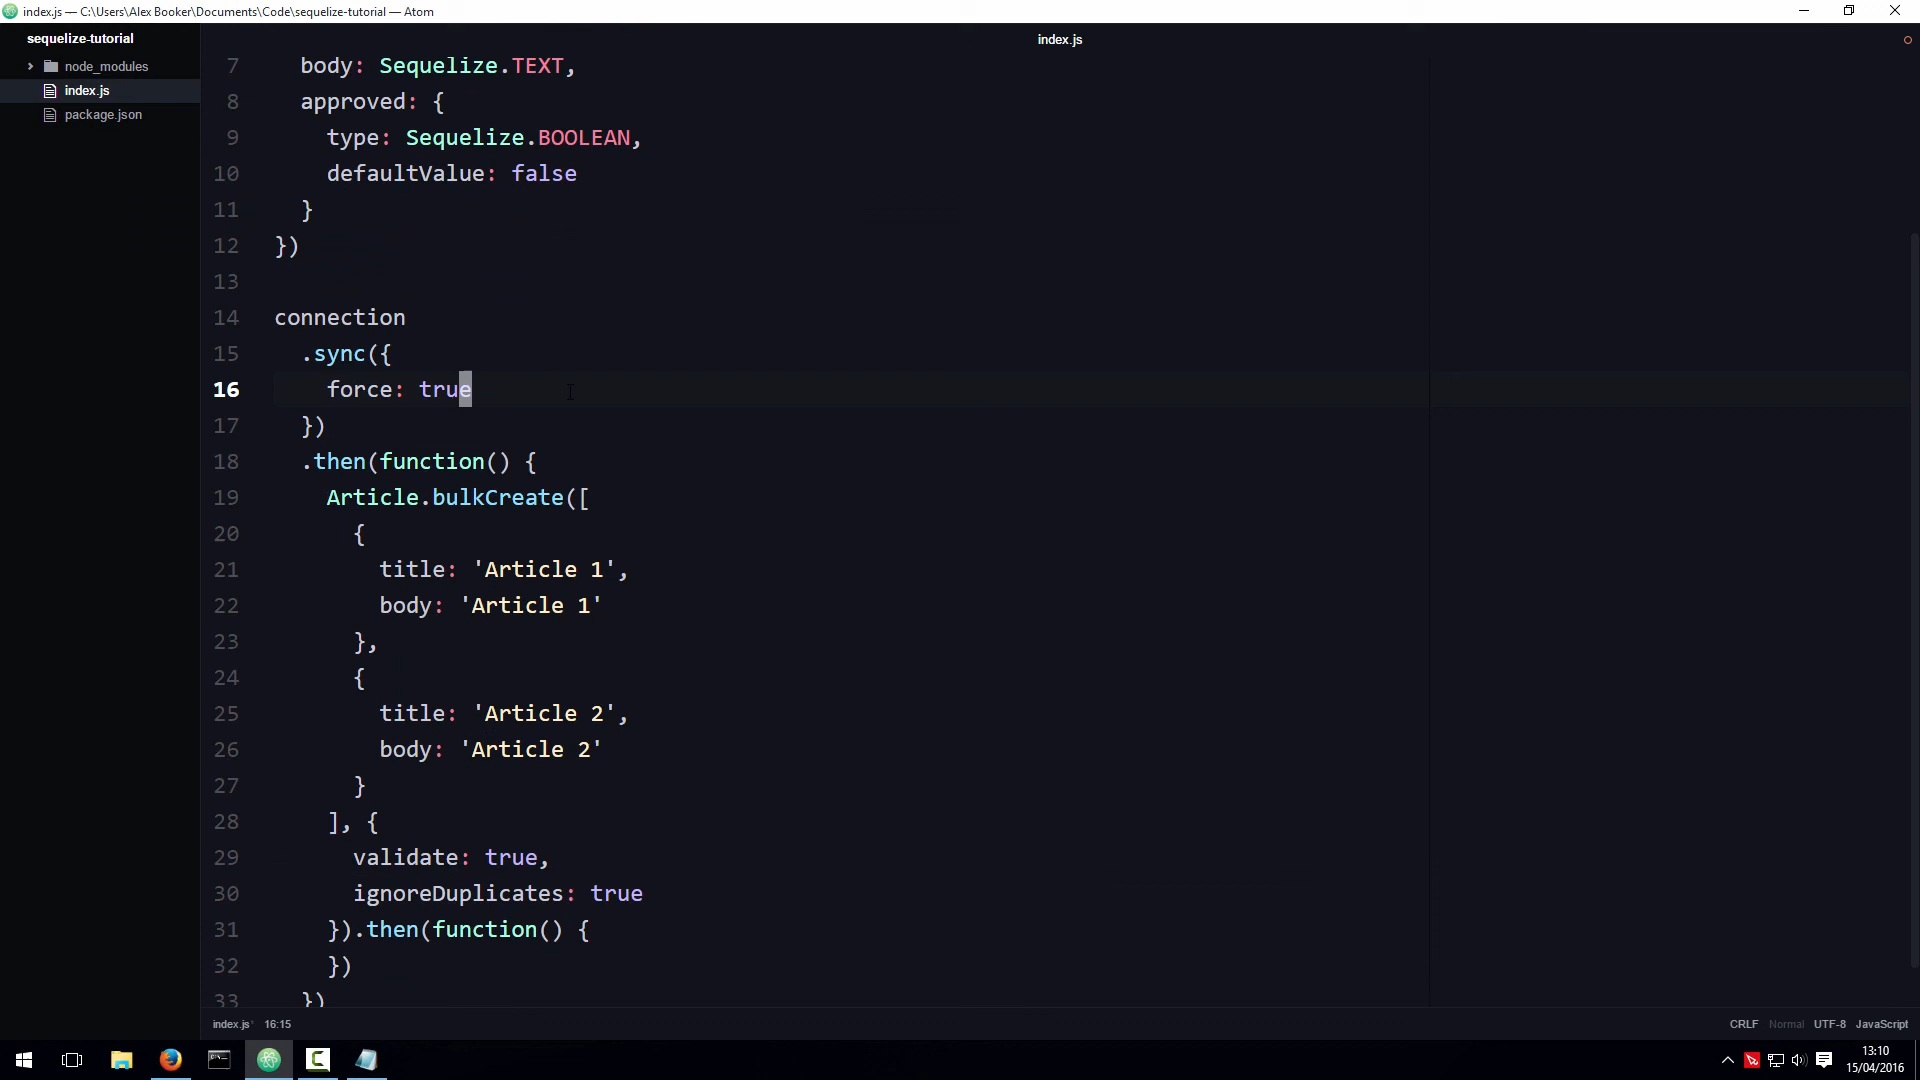 index.js — C:\Users\Alex Booker\Documents\Code\sequelize-tutorial — Atom
sequelize-tutorial
node_modules
index.js
package.json
index.js
7 body: Sequelize.TEXT,
8 approved: {
9 type: Sequelize.BOOLEAN,
10 defaultValue: false
11 }
12 })
13
14 connection
15 .sync({
16 force: true
17 })
18 .then(function() {
19 Article.bulkCreate([
20 {
21 title: 'Article 1',
22 body: 'Article 1'
23 },
24 {
25 title: 'Article 2',
26 body: 'Article 2'
27 }
28 ], {
29 validate: true,
30 ignoreDuplicates: true
31 }).then(function() {
32 })
33 })
index.js* 16:15
CRLF Normal UTF-8 JavaScript
13:10
15/04/2016